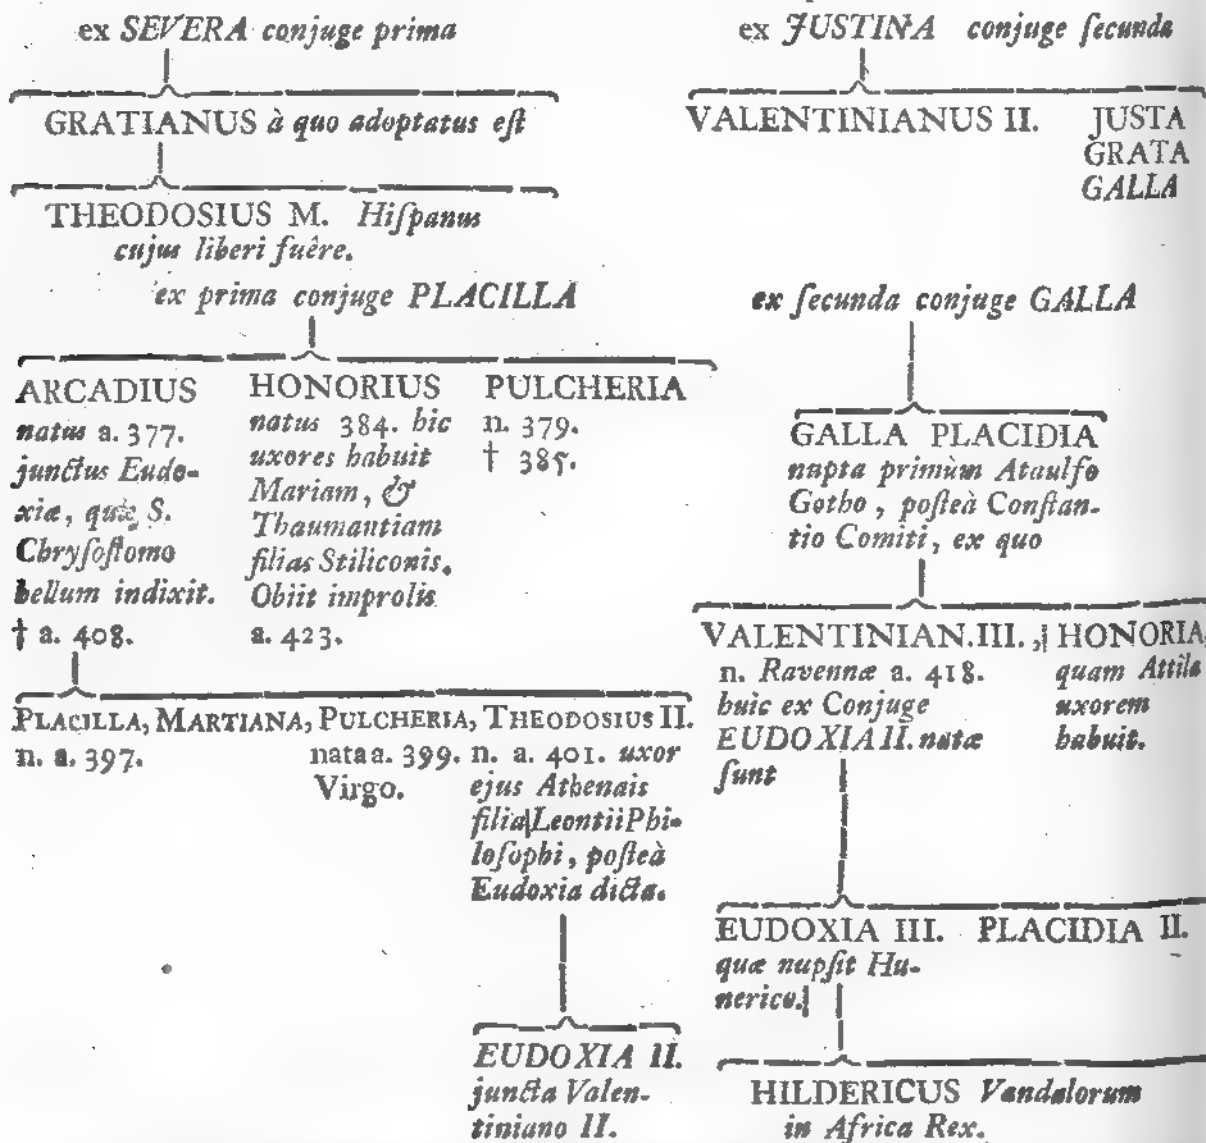 ex SEVERA conjuge prima
ex JUSTINA conjuge ſecunda
GRATIANUS à quo adoptatus eſt
VALENTINIANUS II. JUSTA
GRATA
GALLA
THEODOSIUS M. Hiſpanus
cujus liberi fuêre.
ex prima conjuge PLACILLA
ex ſecunda conjuge GALLA
ARCADIUS
natus a. 377.
junctus Eudo-
xiæ, quæ S.
Chryſoſtomo
bellum indixit.
† a. 408.
HONORIUS
natus 384. hic
uxores habuit
Mariam, &
Thaumantiam
filias Stiliconis.
Obiit improlis
a. 423.
PULCHERIA
n. 379.
† 385.
GALLA PLACIDIA
nupta primùm Ataulfo
Gotho, poſteà Conſtan-
tio Comiti, ex quo
VALENTINIAN. III.,
n. Ravennæ a. 418.
huic ex Conjuge
EUDOXIA II. natæ
ſunt
HONORIA,
quam Attila
uxorem
habuit.
PLACILLA, MARTIANA, PULCHERIA, THEODOSIUS II.
n. a. 397.
nata a. 399.
Virgo.
n. a. 401. uxor
ejus Athenais
filia Leontii Phi-
loſophi, poſteà
Eudoxia dicta.
EUDOXIA III. PLACIDIA II.
quæ nupſit Hu-
nerico.
EUDOXIA II.
juncta Valen-
tiniano II.
HILDERICUS Vandalorum
in Africa Rex.